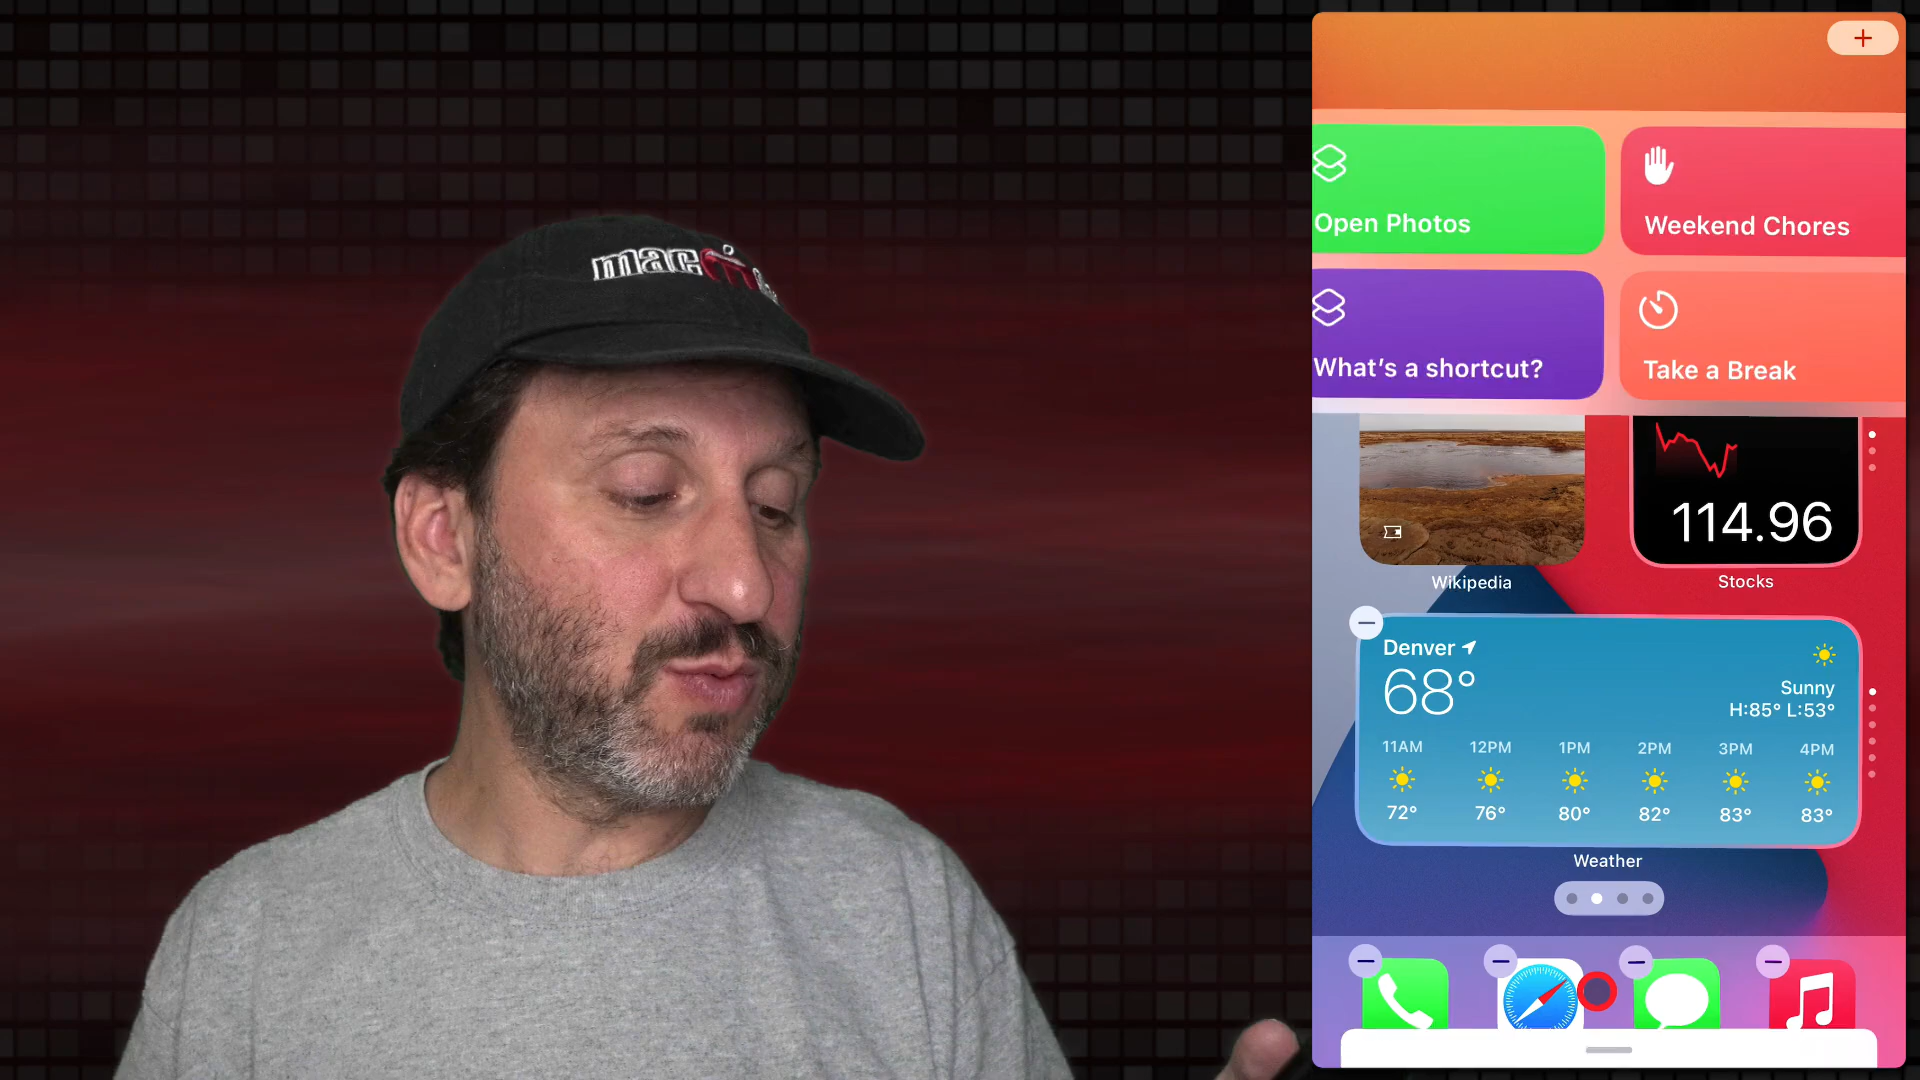 mac
+
Open Photos
Weekend Chores
What's a shortcut?
Take a Break
114.96
Wikipedia
Stocks
Denver
68°
Sunny
H:85° L:53°
11AM 12PM 1PM 2PM 3PM 4PM
72° 76° 80° 82° 83° 83°
Weather